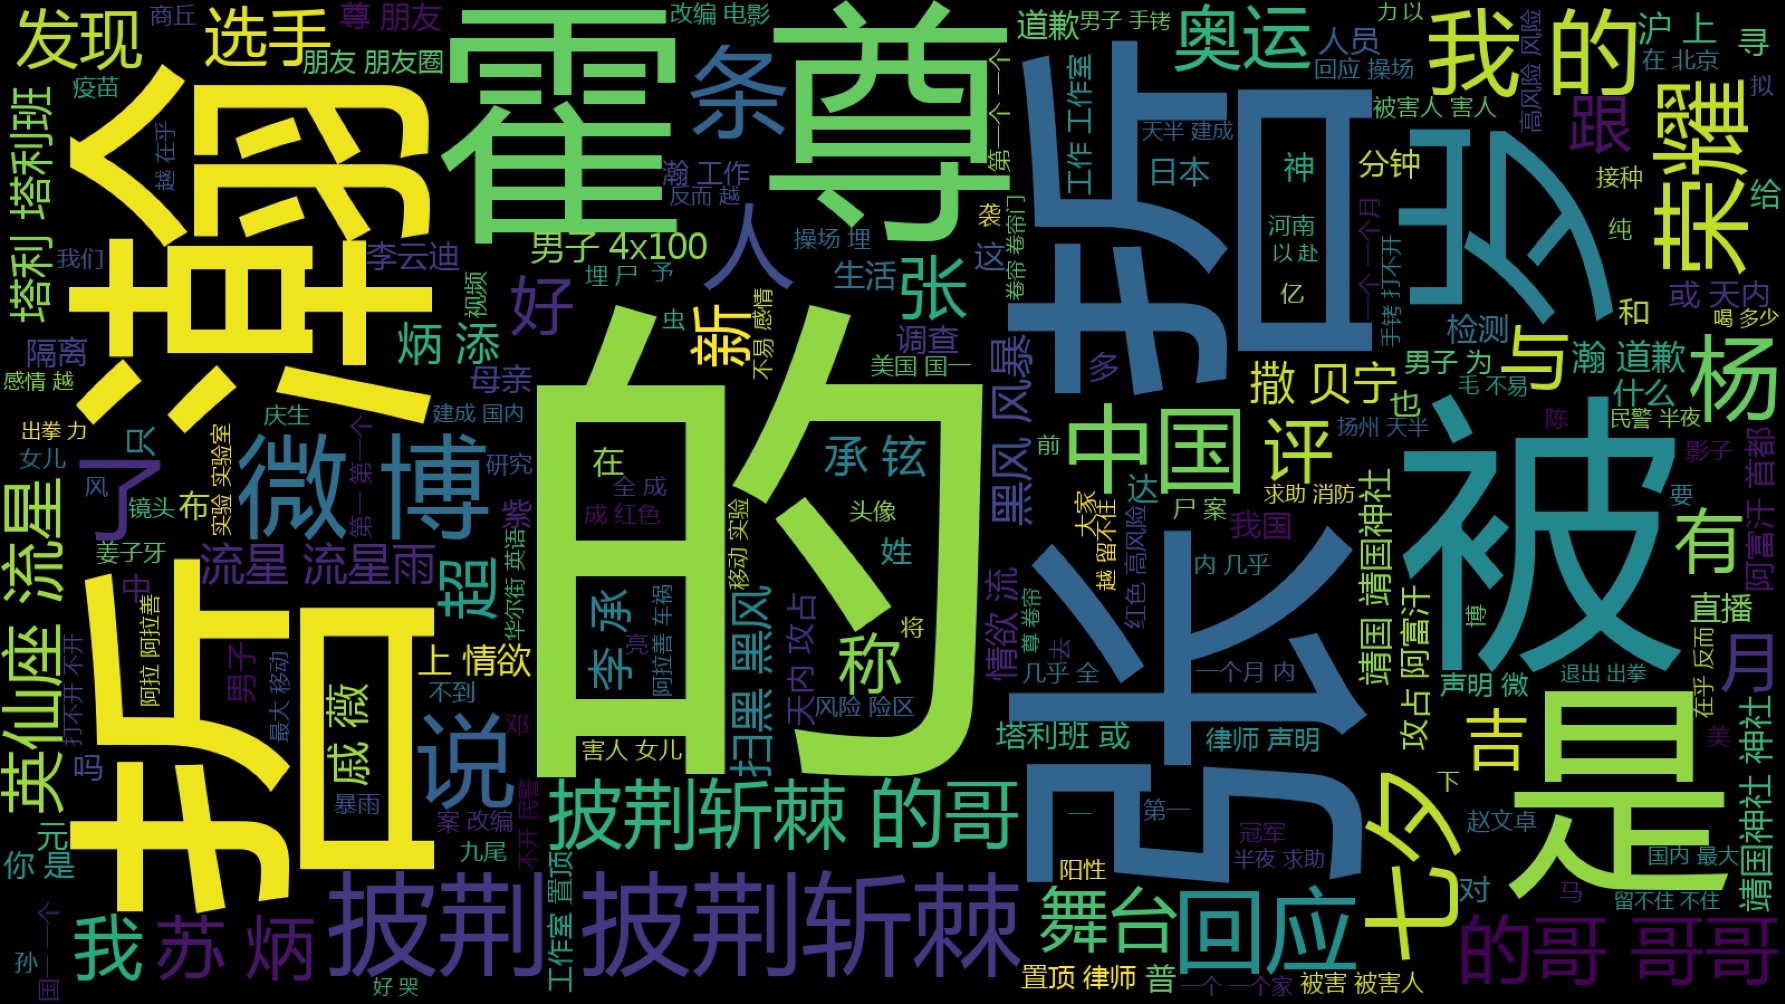 商丘
尊 朋友
改编 电影
道歉
男子 手铐
力 以
发现
选手
霍 尊
奥运
人员
我 的
沪 上
寻
朋友 朋友圈
条
回应 操场
高风险 风险
在 北京
拟
疫苗
瀚
工作 工作室
第一 一个
被害人 害人
荣耀
塔利班 塔利班
越 在乎
天半 建成
跟
昭
瀚 工作
日本
神
分钟
接种
给
反而 越
袭
卷帘 卷帘门
一个 一个月
岁
纯
我们
李云迪
男子 4x100
人
操场 埋
这
河南
以 赴
手铐 打不开
埋 尸
予
生活
张
亿
或 天内
视频
好
新
不易 感情
检测
和
喝 多少
隔离
炳 添
虫
调查
黑风 风暴
多
男子 为
与
瀚 道歉
杨
感情 越
母亲
美国 国一
撒 贝宁
毛 不易
什么
也
庆生
建成 国内
的
中国
评
扬州 天半
陈
民警 半夜
出拳 力
只
实验 实验室
第一 第一个
前
被
影子
阿富汗 首都
女儿
了
微 博
研究
在
承 铉
风
镜头
布
紫
全 成
成 红色
头像
大家
越 留不住
达
求助 消防
要
尸 案
我国
靖国 靖国神社
有
英仙座 流星
姜子牙
流星 流星雨
超
华尔街 英语
移动 实验
姓
红色 高风险
内 几乎
中
阿拉 阿拉善
扫黑 黑风
天内 攻占
情欲 流
尊 卷帘
张
攻占 阿富汗
博
直播
打不开 不开
男子
最大 移动
上 情欲
李 承
亮
阿拉善 车祸
将
去
在乎 反而
月
不到
称
几乎 全
一个月 内
退出 出拳
声明 微
戚 薇
说
邓
风险 险区
塔利班 或
律师 声明
吉
是
美
靖国神社 神社
吗
害人 女儿
暴雨
案 改编
不开 民警
第一
一
七夕
下
元
九尾
披荆斩棘 的哥
冠军
赵文卓
你 是
半夜 求助
国内 最大
阳性
工作室 置顶
对
马
留不住 不住
国一 一个
我
苏 炳
披荆 披荆斩棘
舞台
回应
的哥 哥哥
孙
好 哭
置顶 律师
普
一个 一个家
被害 被害人